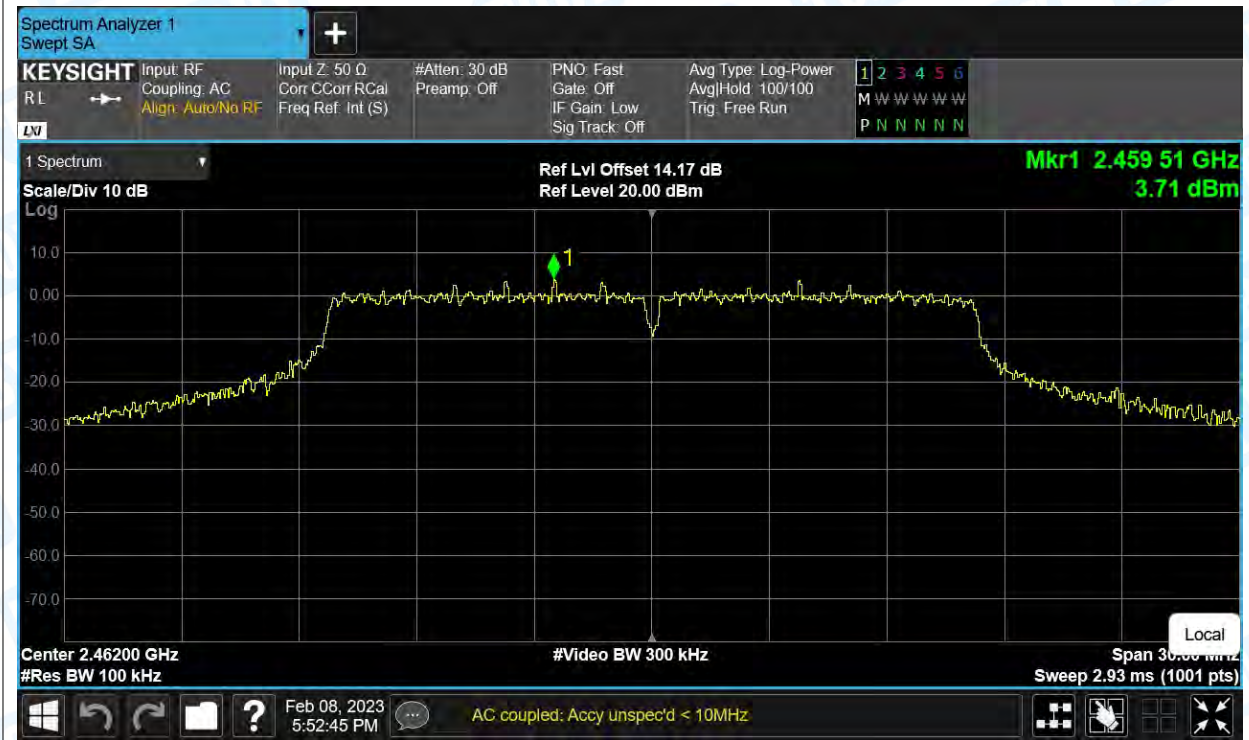 Spectrum Analyzer 1
Swept SA
+
KEYSIGHT
RL
LXI
Input: RF
Coupling: AC
Align: Auto/No RF
Input Z: 50 Ω
Corr CCorr RCal
Freq Ref: Int (S)
#Atten: 30 dB
Preamp: Off
PNO: Fast
Gate: Off
IF Gain: Low
Sig Track: Off
Avg Type: Log-Power
Avg|Hold: 100/100
Trig: Free Run
1 2 3 4 5 6
M W W W W W
P N N N N N
1 Spectrum
Scale/Div 10 dB
Ref Lvl Offset 14.17 dB
Ref Level 20.00 dBm
Mkr1 2.459 51 GHz
3.71 dBm
Log
10.0
0.00
-10.0
-20.0
-30.0
-40.0
-50.0
-60.0
-70.0
1
Local
Center 2.46200 GHz
#Res BW 100 kHz
#Video BW 300 kHz
Span 30.00 MHz
Sweep 2.93 ms (1001 pts)
?
Feb 08, 2023
5:52:45 PM
AC coupled; Accy unspec'd < 10MHz